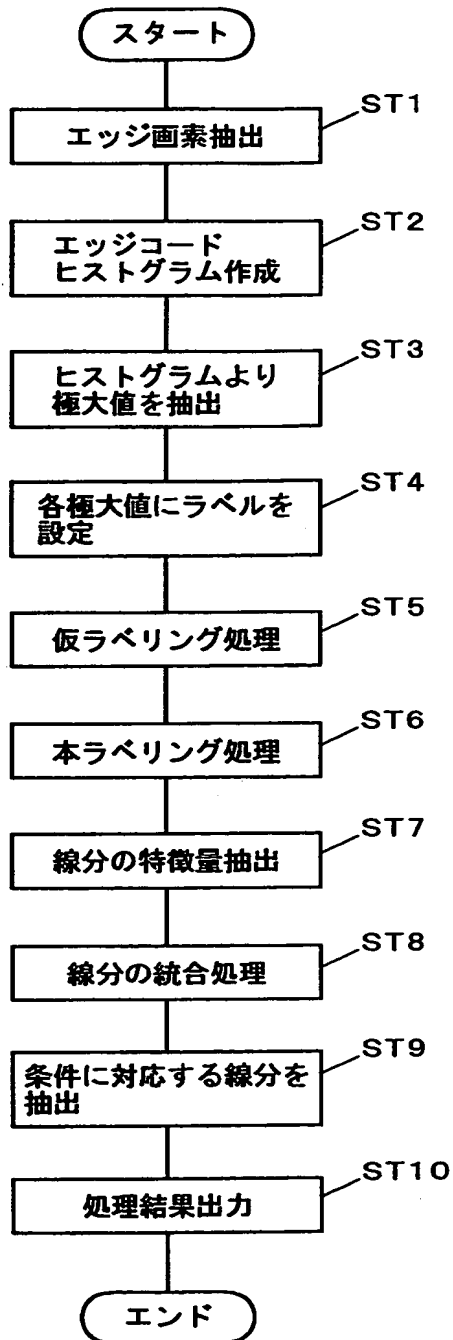 スタート
ST1
エッジ画素抽出
ST2
エッジコード
ヒストグラム作成
ST3
ヒストグラムより
極大値を抽出
ST4
各極大値にラベルを
設定
ST5
仮ラベリング処理
ST6
本ラベリング処理
ST7
線分の特徴量抽出
ST8
線分の統合処理
ST9
条件に対応する線分を
抽出
ST10
処理結果出力
エンド